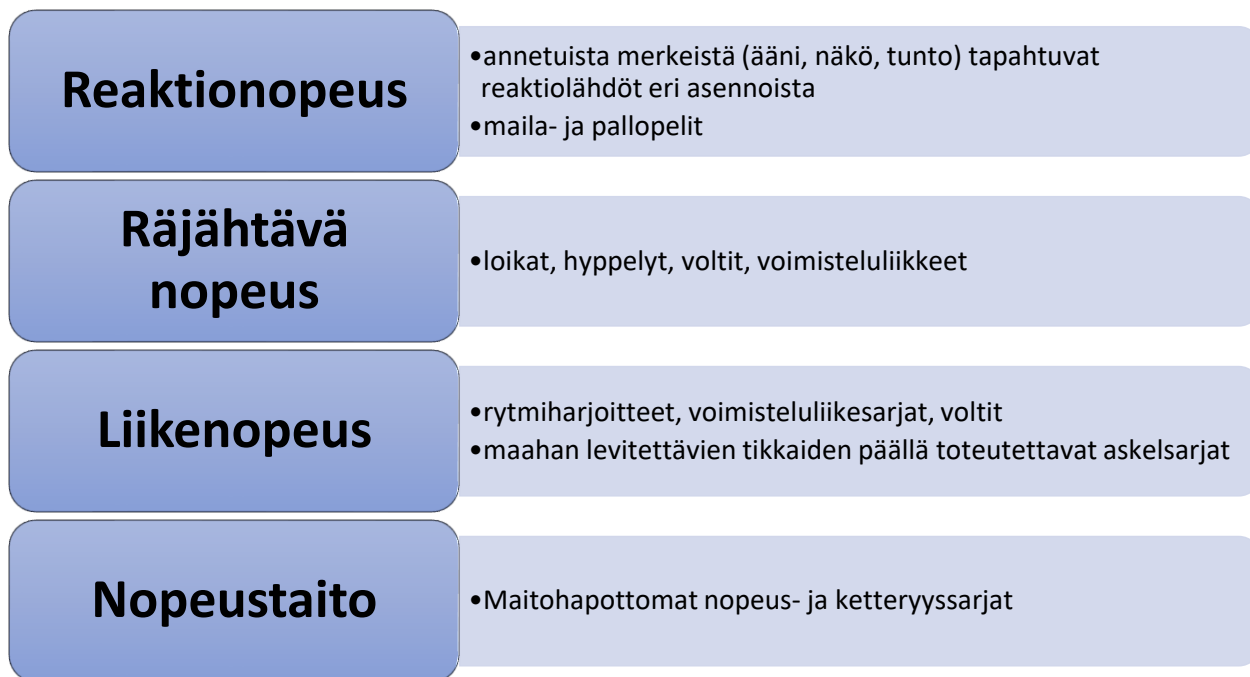 Reaktionopeus
•annetuista merkeistä (ääni, näkö, tunto) tapahtuvat
reaktiolähdöt eri asennoista
•maila- ja pallopelit
Räjähtävä
nopeus
•loikat, hyppelyt, voltit, voimisteluliikkeet
Liikenopeus
•rytmiharjoitteet, voimisteluliikesarjat, voltit
•maahan levitettävien tikkaiden päällä toteutettavat askelsarjat
Nopeustaito
•Maitohapottomat nopeus- ja ketteryyssarjat